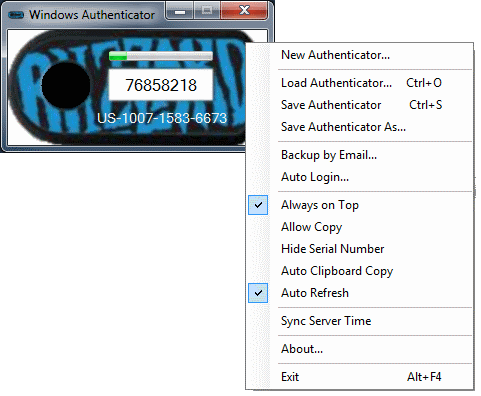 Windows Authenticator
BLIZZARD
76858218
US-1007-1583-6673
New Authenticator...
Load Authenticator... Ctrl+O
Save Authenticator Ctrl+S
Save Authenticator As...
Backup by Email...
Auto Login...
Always on Top
Allow Copy
Hide Serial Number
Auto Clipboard Copy
Auto Refresh
Sync Server Time
About...
Exit Alt+F4